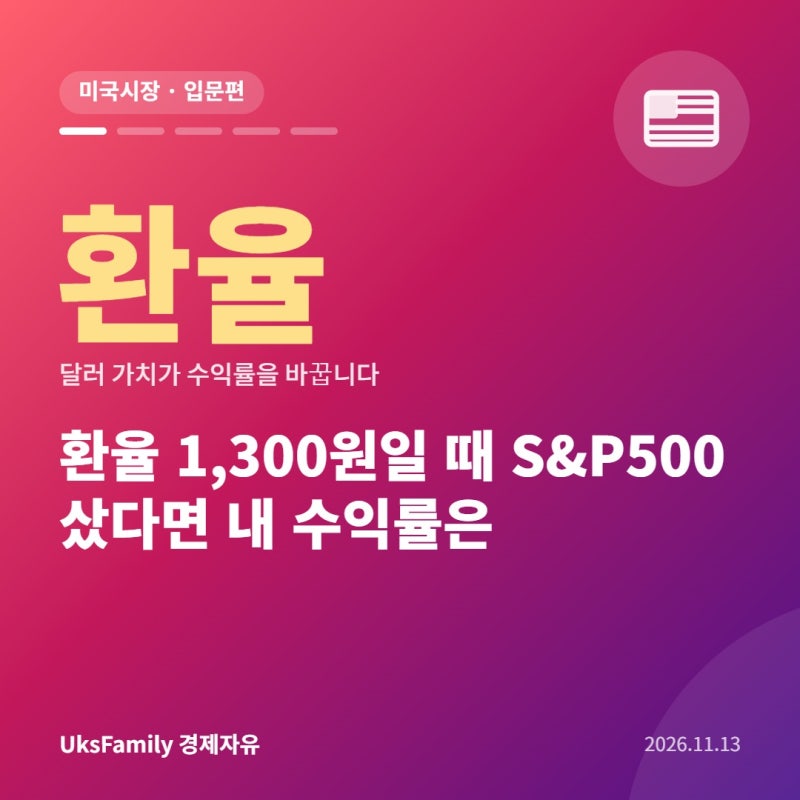 미국시장 · 입문편
환율
달러 가치가 수익률을 바꿉니다
환율 1,300원일 때 S&P500
샀다면 내 수익률은
UksFamily 경제자유
2026.11.13